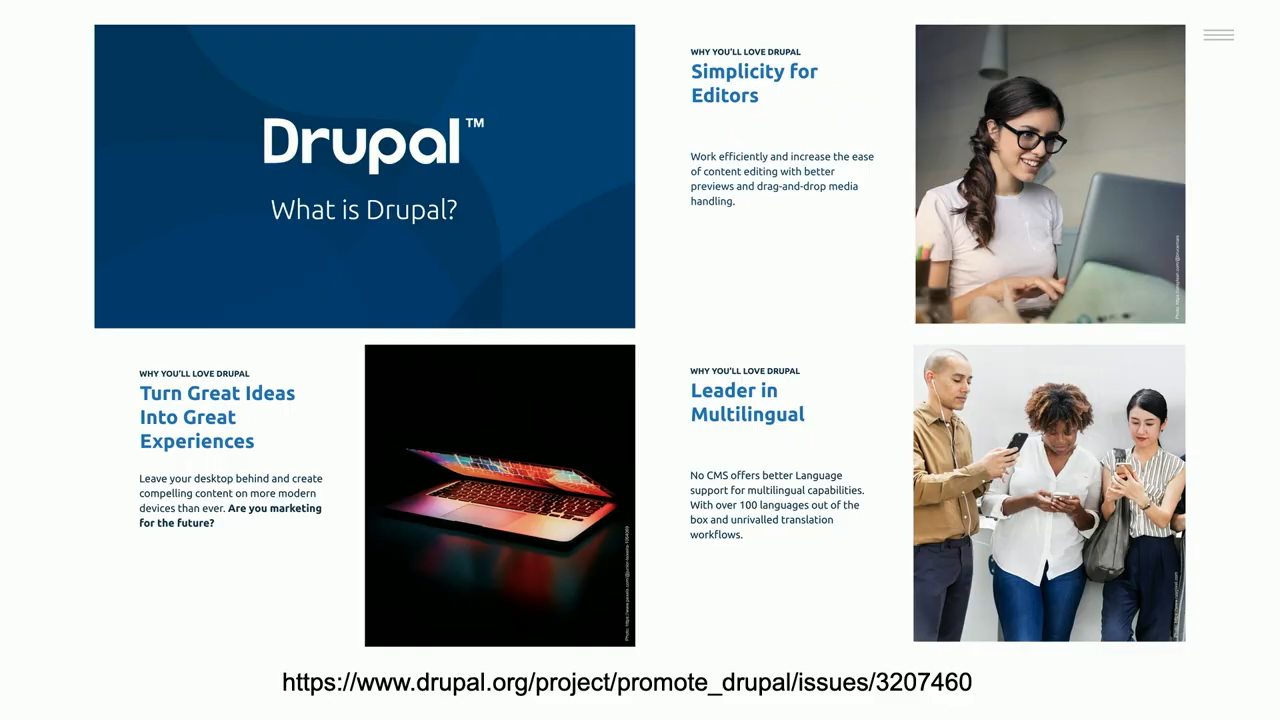 Drupal™
What is Drupal?
WHY YOU'LL LOVE DRUPAL
Simplicity for
Editors
Work efficiently and increase the ease
of content editing with better
previews and drag-and-drop media
handling.
WHY YOU'LL LOVE DRUPAL
Turn Great Ideas
Into Great
Experiences
Leave your desktop behind and create
compelling content on more modern
devices than ever. Are you marketing
for the future?
WHY YOU'LL LOVE DRUPAL
Leader in
Multilingual
No CMS offers better Language
support for multilingual capabilities.
With over 100 languages out of the
box and unrivalled translation
workflows.
https://www.drupal.org/project/promote_drupal/issues/3207460